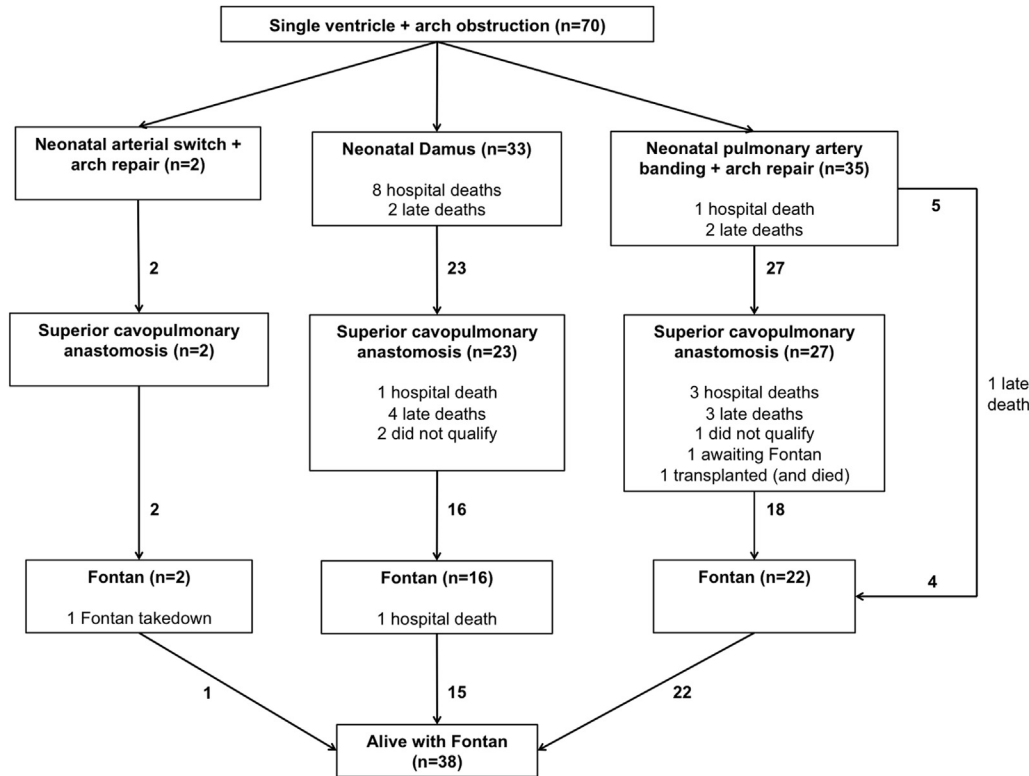 Single ventricle + arch obstruction (n=70)
Neonatal arterial switch +
arch repair (n=2)
Neonatal Damus (n=33)
8 hospital deaths
2 late deaths
Neonatal pulmonary artery
banding + arch repair (n=35)
1 hospital death
2 late deaths
5
2
23
27
Superior cavopulmonary
anastomosis (n=2)
Superior cavopulmonary
anastomosis (n=23)
1 hospital death
4 late deaths
2 did not qualify
Superior cavopulmonary
anastomosis (n=27)
3 hospital deaths
3 late deaths
1 did not qualify
1 awaiting Fontan
1 transplanted (and died)
1 late
death
2
16
18
Fontan (n=2)
1 Fontan takedown
Fontan (n=16)
1 hospital death
Fontan (n=22)
4
1
15
22
Alive with Fontan
(n=38)